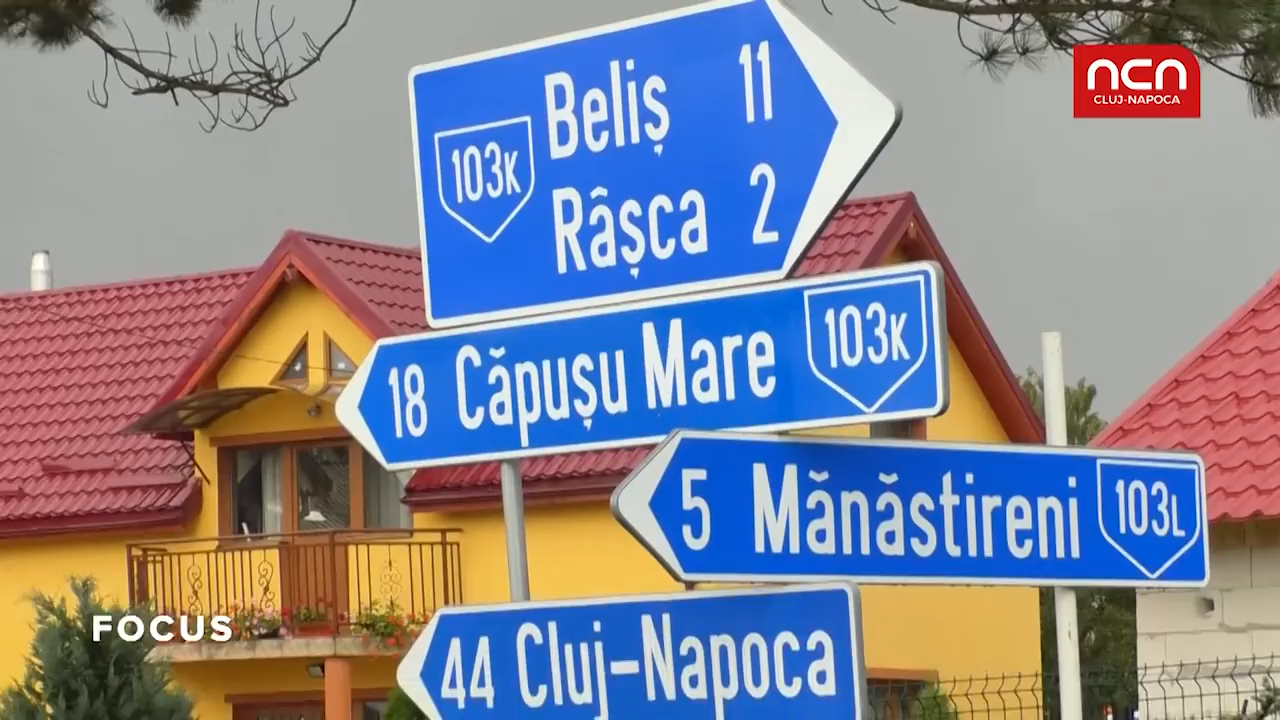 ncn
CLUJ-NAPOCA
103K
Beliș 11
Râșca 2
18 Căpușu Mare 103K
5 Mănăstireni 103L
44 Cluj-Napoca
FOCUS